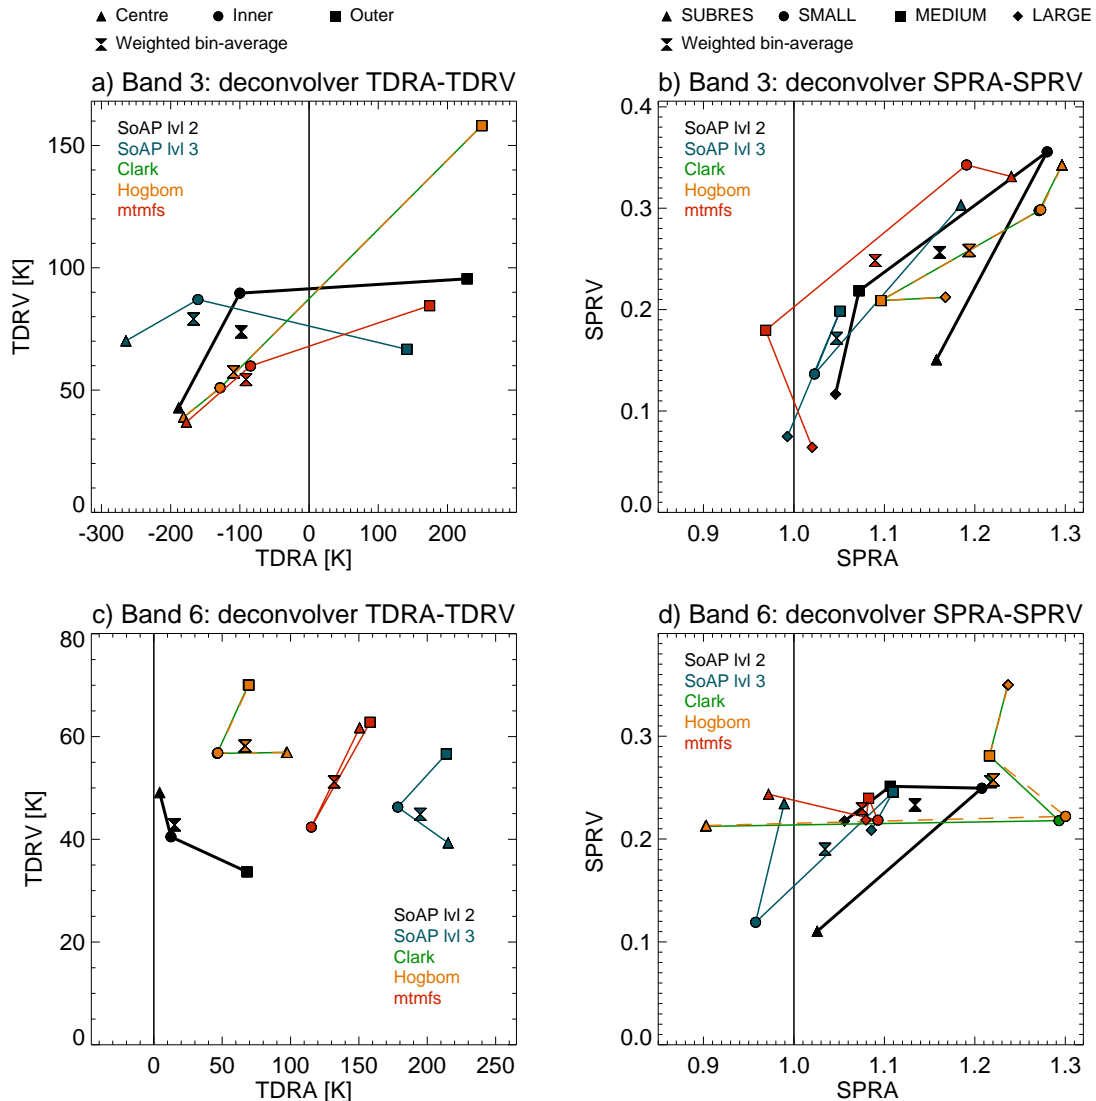 Centre Inner Outer
Weighted bin-average
SUBRES SMALL MEDIUM LARGE
Weighted bin-average
a) Band 3: deconvolver TDRA-TDRV
SoAP lvl 2
SoAP lvl 3
Clark
Hogbom
mtmfs
150
100
50
0
TDRV [K]
-300 -200 -100 0 100 200
TDRA [K]
b) Band 3: deconvolver SPRA-SPRV
SoAP lvl 2
SoAP lvl 3
Clark
Hogbom
mtmfs
0.4
0.3
0.2
0.1
0.0
SPRV
0.9 1.0 1.1 1.2 1.3
SPRA
c) Band 6: deconvolver TDRA-TDRV
80
60
40
20
0
TDRV [K]
SoAP lvl 2
SoAP lvl 3
Clark
Hogbom
mtmfs
0 50 100 150 200 250
TDRA [K]
d) Band 6: deconvolver SPRA-SPRV
SoAP lvl 2
SoAP lvl 3
Clark
Hogbom
mtmfs
0.3
0.2
0.1
0.0
SPRV
0.9 1.0 1.1 1.2 1.3
SPRA